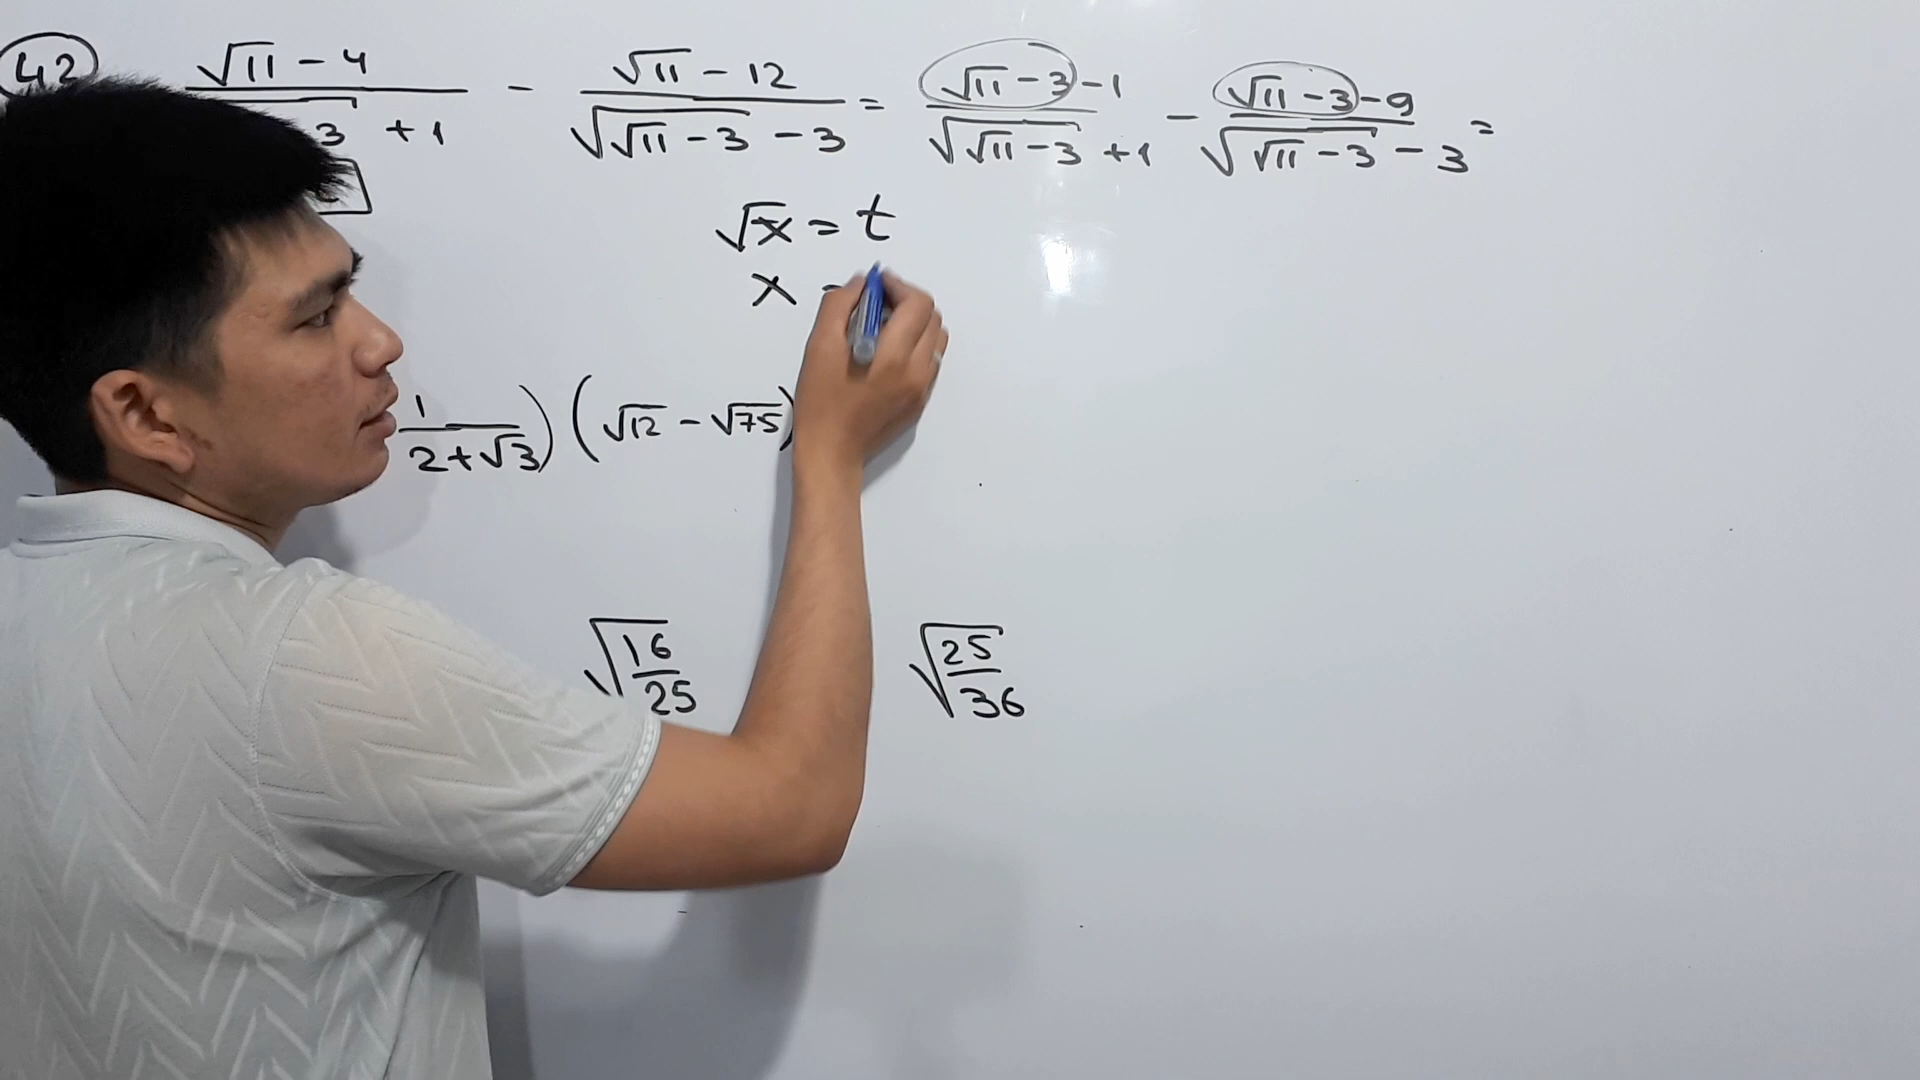 42 (√11 - 4)/(3 + 1) - (√11 - 12)/(√(√11 - 3) - 3) = (√11 - 3 - 1)/(√(√11 - 3) + 1) - (√11 - 3 - 9)/(√(√11 - 3) - 3) =
√x = t
x =
1/(2 + √3)) (√12 - √75)
√(16/25) √(25/36)